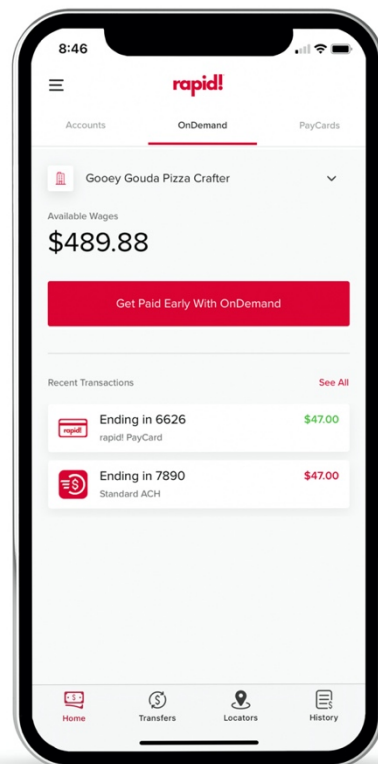 8:46
rapid!
Accounts OnDemand PayCards
Gooey Gouda Pizza Crafter
Available Wages
$489.88
Get Paid Early With OnDemand
Recent Transactions See All
rapid!
Ending in 6626 $47.00
rapid! PayCard
Ending in 7890 $47.00
Standard ACH
Home Transfers Locators History